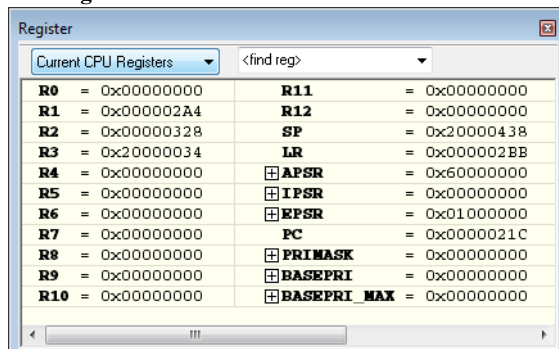 Register
Current CPU Registers <find reg>
R0 = 0x00000000 R11 = 0x00000000
R1 = 0x000002A4 R12 = 0x00000000
R2 = 0x00000328 SP = 0x20000438
R3 = 0x20000034 LR = 0x000002BB
R4 = 0x00000000 APSR = 0x60000000
R5 = 0x00000000 IPSR = 0x00000000
R6 = 0x00000000 EPSR = 0x01000000
R7 = 0x00000000 PC = 0x0000021C
R8 = 0x00000000 PRIMASK = 0x00000000
R9 = 0x00000000 BASEPRI = 0x00000000
R10 = 0x00000000 BASEPRI_MAX = 0x00000000